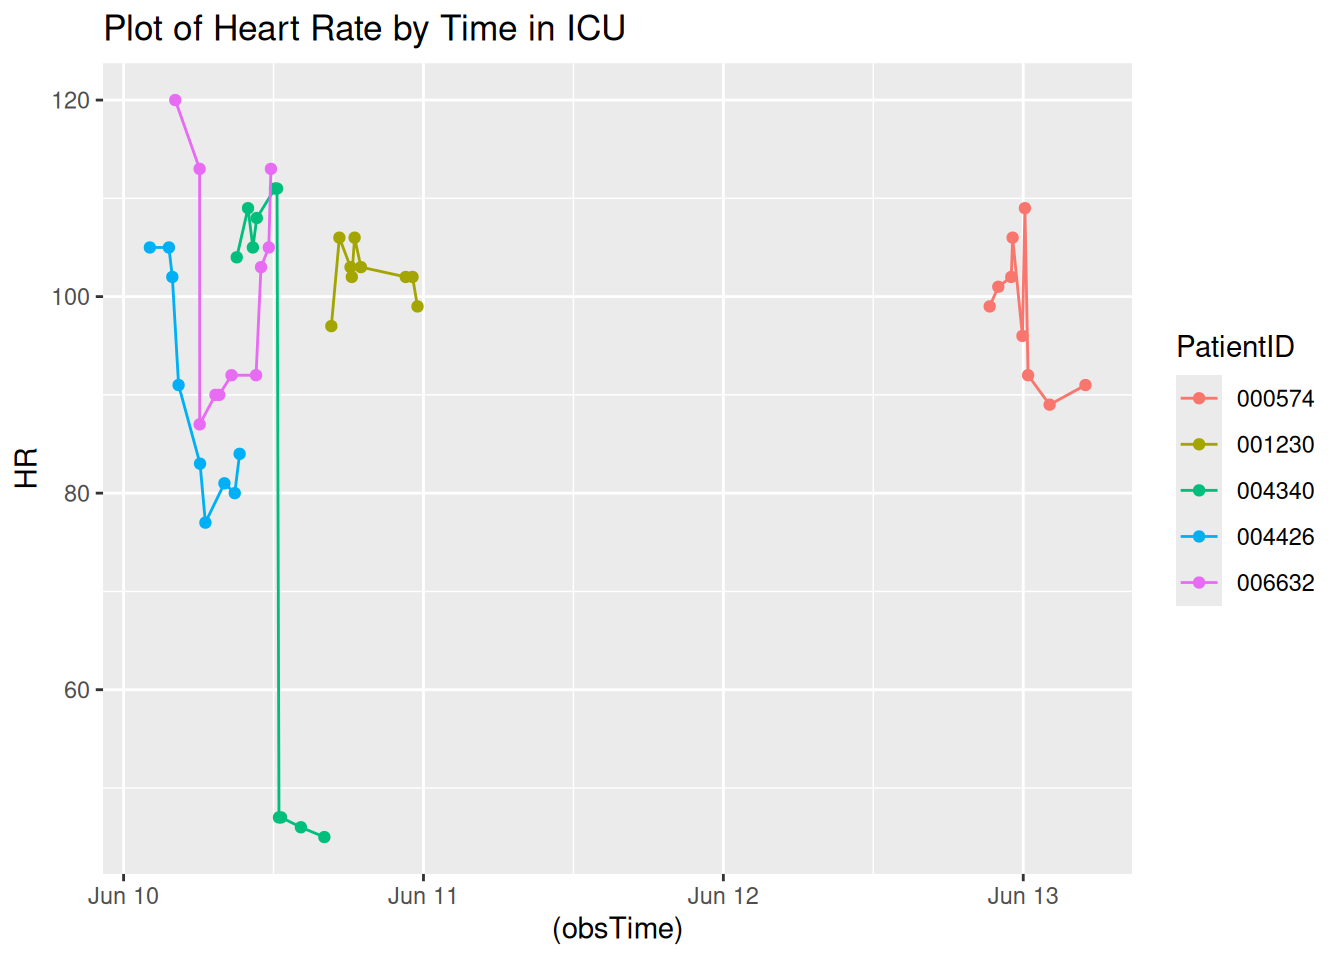 Plot of Heart Rate by Time in ICU
120
100
80
60
HR
Jun 10
Jun 11
Jun 12
Jun 13
(obsTime)
PatientID
000574
001230
004340
004426
006632